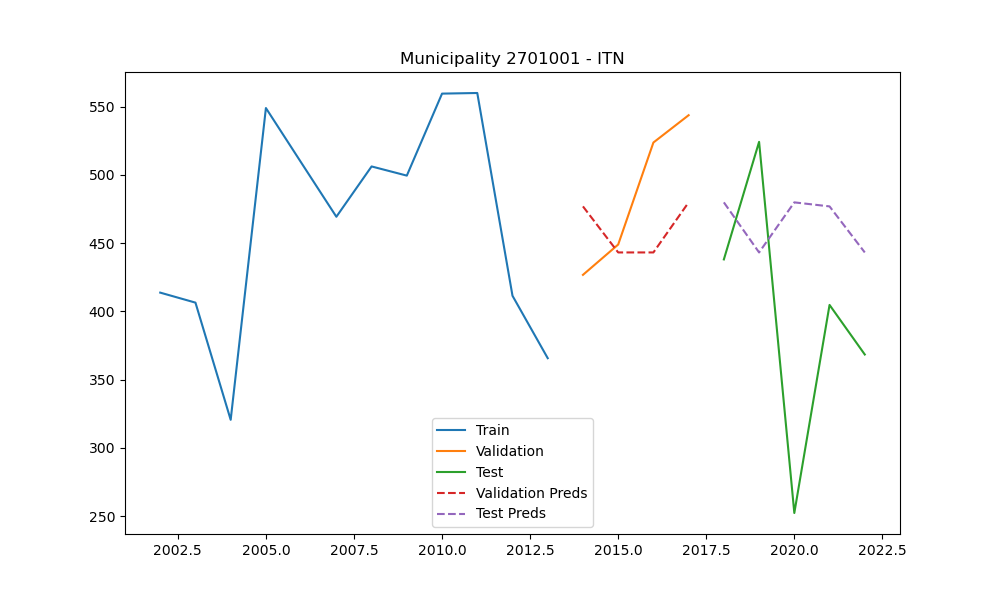 Municipality 2701001 - ITN
550
500
450
400
350
300
250
Train
Validation
Test
Validation Preds
Test Preds
2002.5 2005.0 2007.5 2010.0 2012.5 2015.0 2017.5 2020.0 2022.5